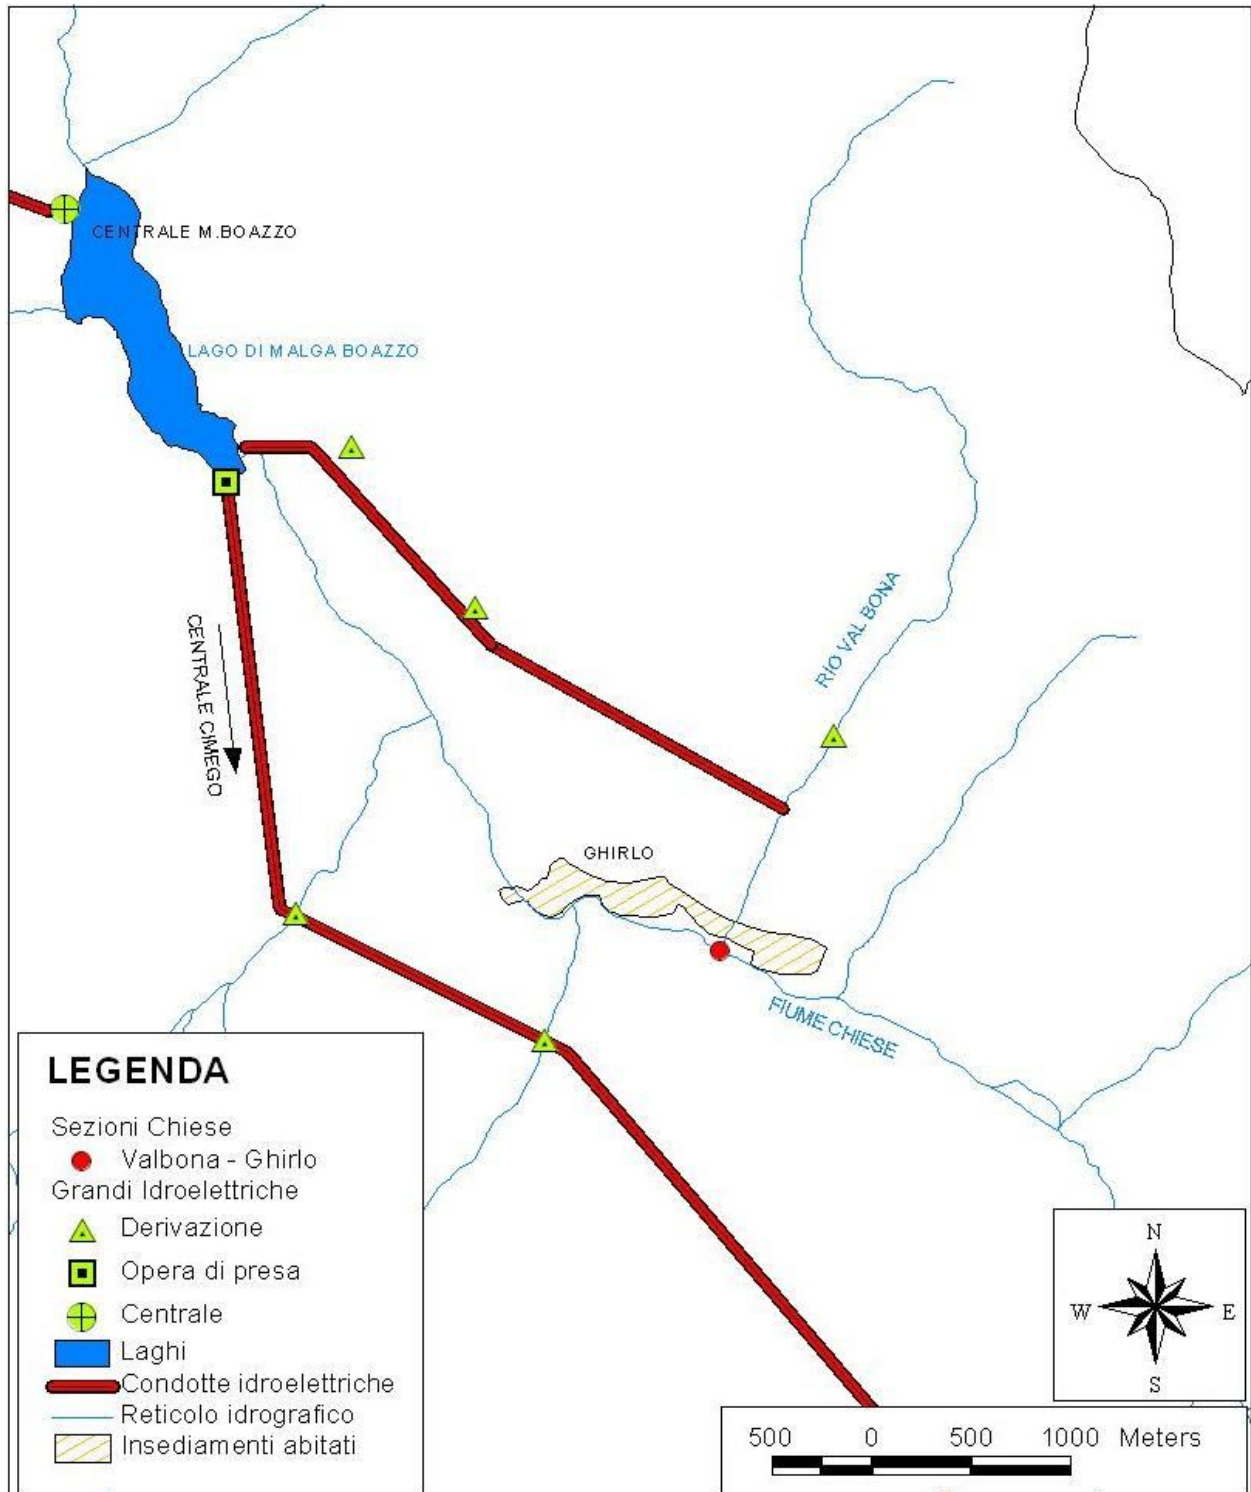 CENTRALE M.BOAZZO
LAGO DI MALGA BOAZZO
RIO VAL BONA
CENTRALE CIMEGO
GHIRLO
FIUME CHIESE
LEGENDA
Sezioni Chiese
Valbona - Ghirlo
Grandi Idroelettriche
Derivazione
Opera di presa
Centrale
Laghi
Condotte idroelettriche
Reticolo idrografico
Insediamenti abitati
N
W E
S
500 0 500 1000 Meters